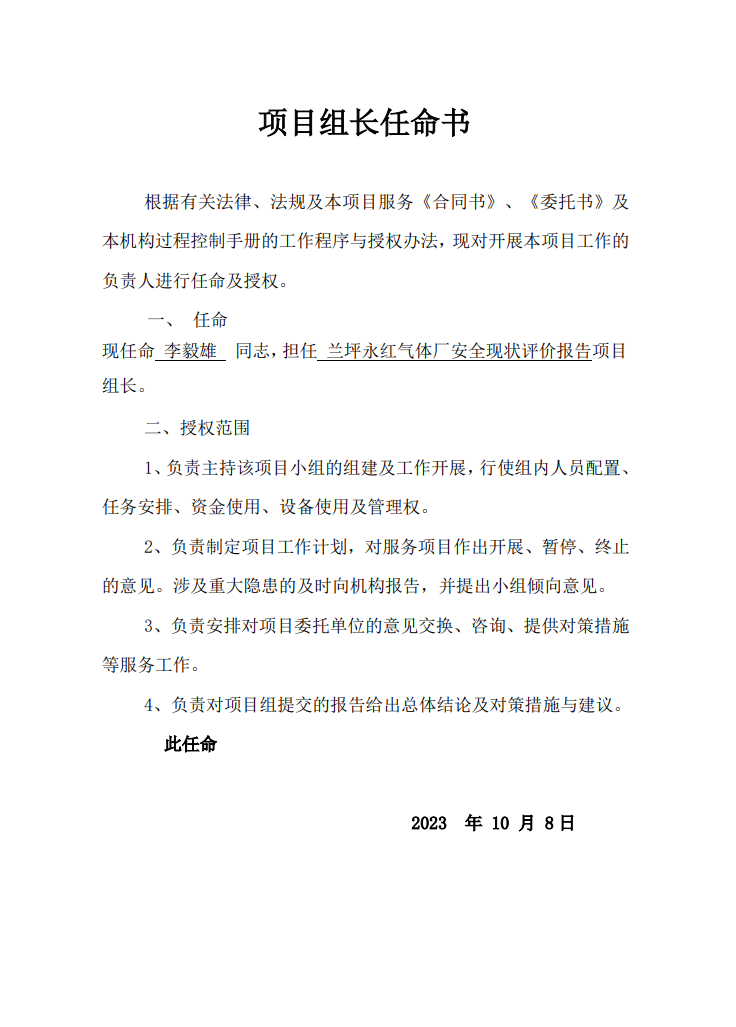 项目组长任命书
根据有关法律、法规及本项目服务《合同书》、《委托书》及
本机构过程控制手册的工作程序与授权办法，现对开展本项目工作的
负责人进行任命及授权。
一、 任命
现任命 李毅雄 同志，担任 兰坪永红气体厂安全现状评价报告项目
组长。
二、授权范围
1、负责主持该项目小组的组建及工作开展，行使组内人员配置、
任务安排、资金使用、设备使用及管理权。
2、负责制定项目工作计划，对服务项目作出开展、暂停、终止
的意见。涉及重大隐患的及时向机构报告，并提出小组倾向意见。
3、负责安排对项目委托单位的意见交换、咨询、提供对策措施
等服务工作。
4、负责对项目组提交的报告给出总体结论及对策措施与建议。
此任命
2023 年 10 月 8日